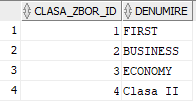 CLASA_ZBOR_ID DENUMIRE
1 1 FIRST
2 2 BUSINESS
3 3 ECONOMY
4 4 Clasa II